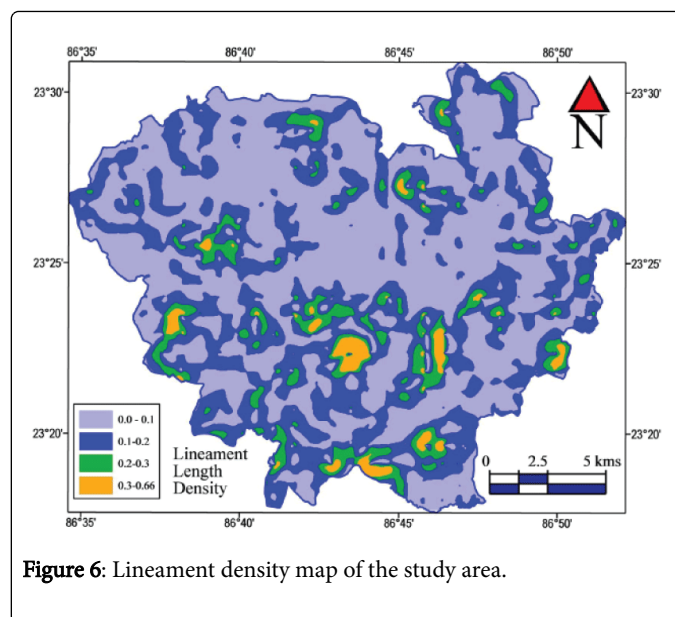 86°35' 86°40' 86°45' 86°50'
23°30' 23°30'
N
23°25' 23°25'
23°20' 23°20'
0.0 - 0.1
0.1-0.2
0.2-0.3
0.3-0.66
Lineament
Length
Density
0 2.5 5 kms
86°35' 86°40' 86°45' 86°50'
Figure 6: Lineament density map of the study area.